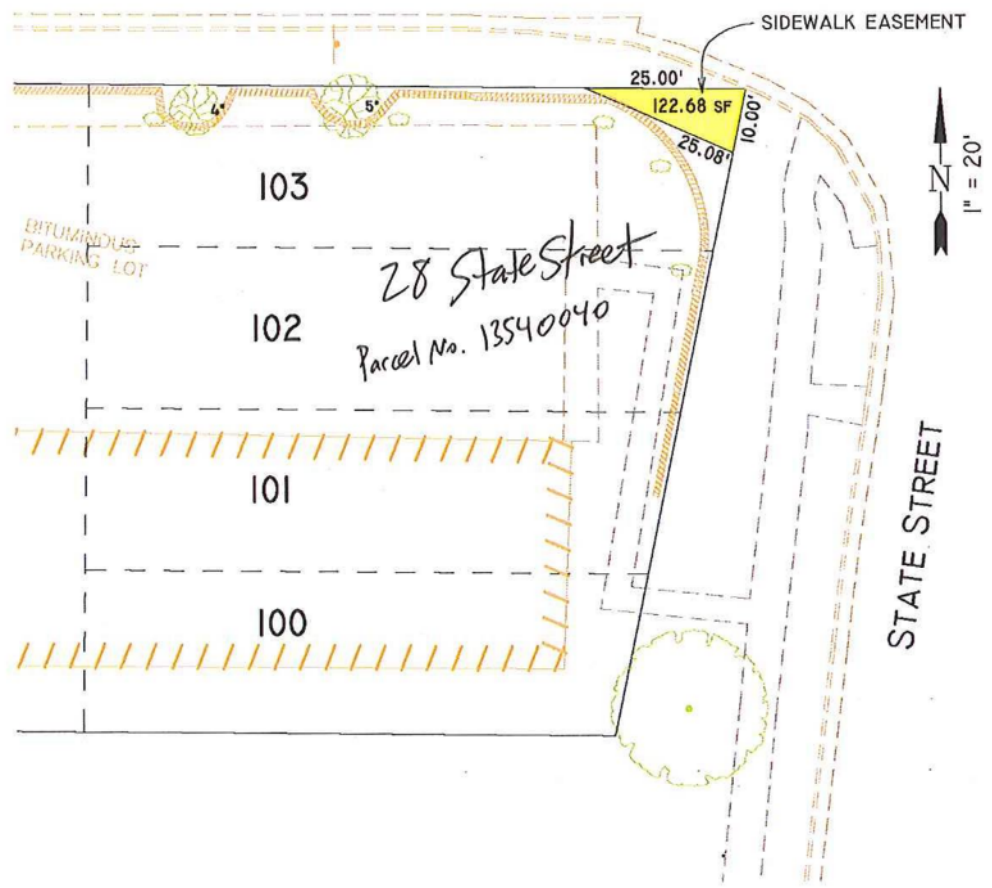 SIDEWALK EASEMENT
25.00'
122.68 SF
10.00'
25.08'
4'
5'
N
1" = 20'
103
BITUMINOUS
PARKING LOT
28 State Street
102
Parcel No. 13540040
101
100
STATE STREET